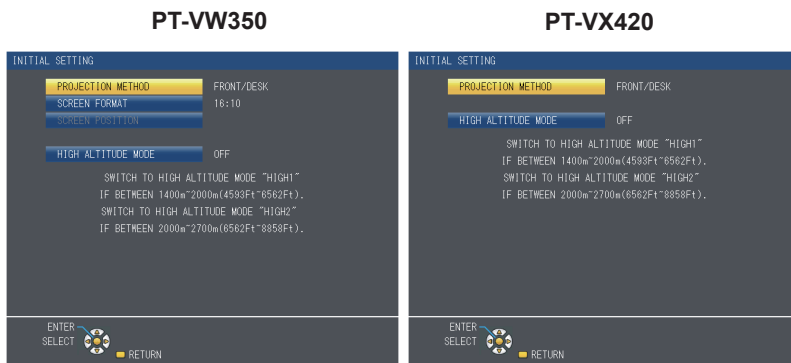 PT-VW350
INITIAL SETTING
PROJECTION METHOD FRONT/DESK
SCREEN FORMAT 16:10
SCREEN POSITION
HIGH ALTITUDE MODE OFF
SWITCH TO HIGH ALTITUDE MODE ″HIGH1″
IF BETWEEN 1400m~2000m(4593Ft~6562Ft).
SWITCH TO HIGH ALTITUDE MODE ″HIGH2″
IF BETWEEN 2000m~2700m(6562Ft~8858Ft).
ENTER
SELECT
RETURN
PT-VX420
INITIAL SETTING
PROJECTION METHOD FRONT/DESK
HIGH ALTITUDE MODE OFF
SWITCH TO HIGH ALTITUDE MODE ″HIGH1″
IF BETWEEN 1400m~2000m(4593Ft~6562Ft).
SWITCH TO HIGH ALTITUDE MODE ″HIGH2″
IF BETWEEN 2000m~2700m(6562Ft~8858Ft).
ENTER
SELECT
RETURN